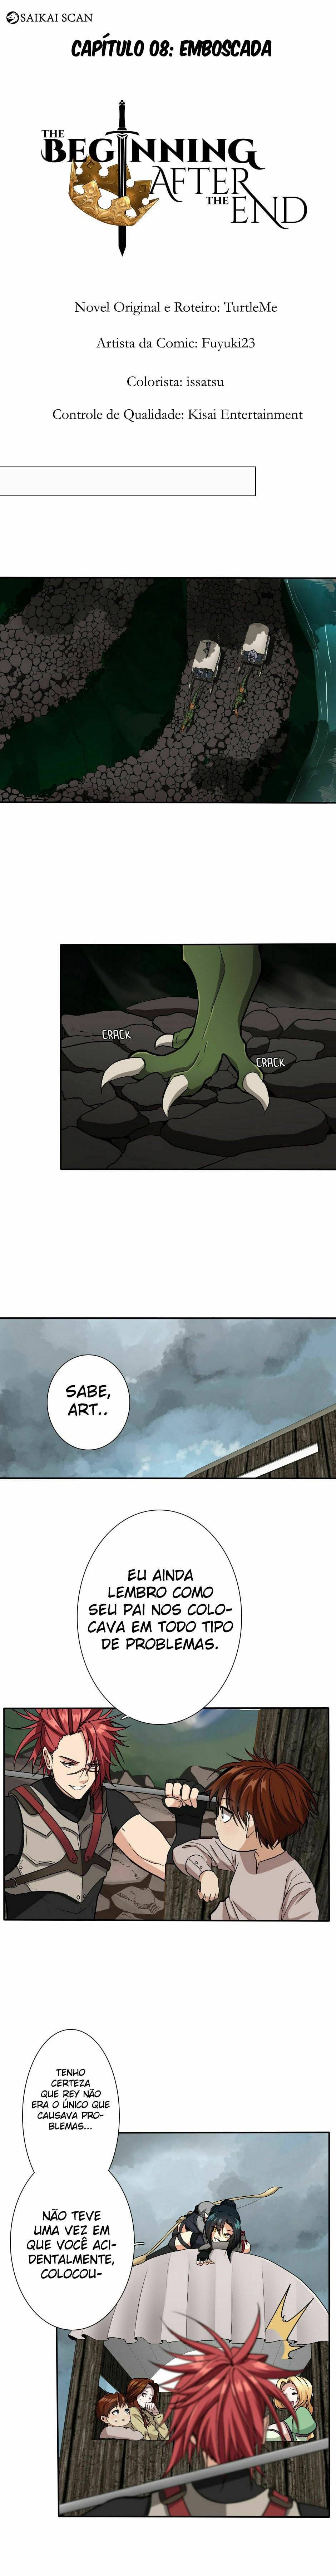 SAIKAI SCAN
CAPÍTULO 08: EMBOSCADA
THE
BEGINNING
AFTER
THE END
Novel Original e Roteiro: TurtleMe
Artista da Comic: Fuyuki23
Colorista: issatsu
Controle de Qualidade: Kisai Entertainment
CRACK
CRACK
SABE,
ART..
EU AINDA
LEMBRO COMO
SEU PAI NOS COLO-
CAVA EM TODO TIPO
DE PROBLEMAS.
TENHO
CERTEZA
QUE REY NÃO
ERA O ÚNICO QUE
CAUSAVA PRO-
BLEMAS...
NÃO TEVE
UMA VEZ EM
QUE VOCÊ ACI-
DENTALMENTE,
COLOCOU-